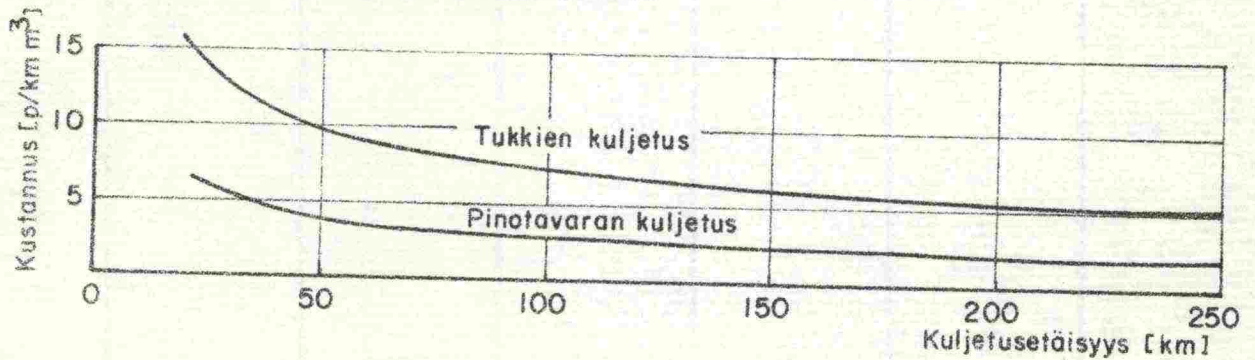 Kustannus [p/km m³]
15
10
5
Tukkien kuljetus
Pinotavaran kuljetus
0 50 100 150 200 250
Kuljetusetäisyys [km]